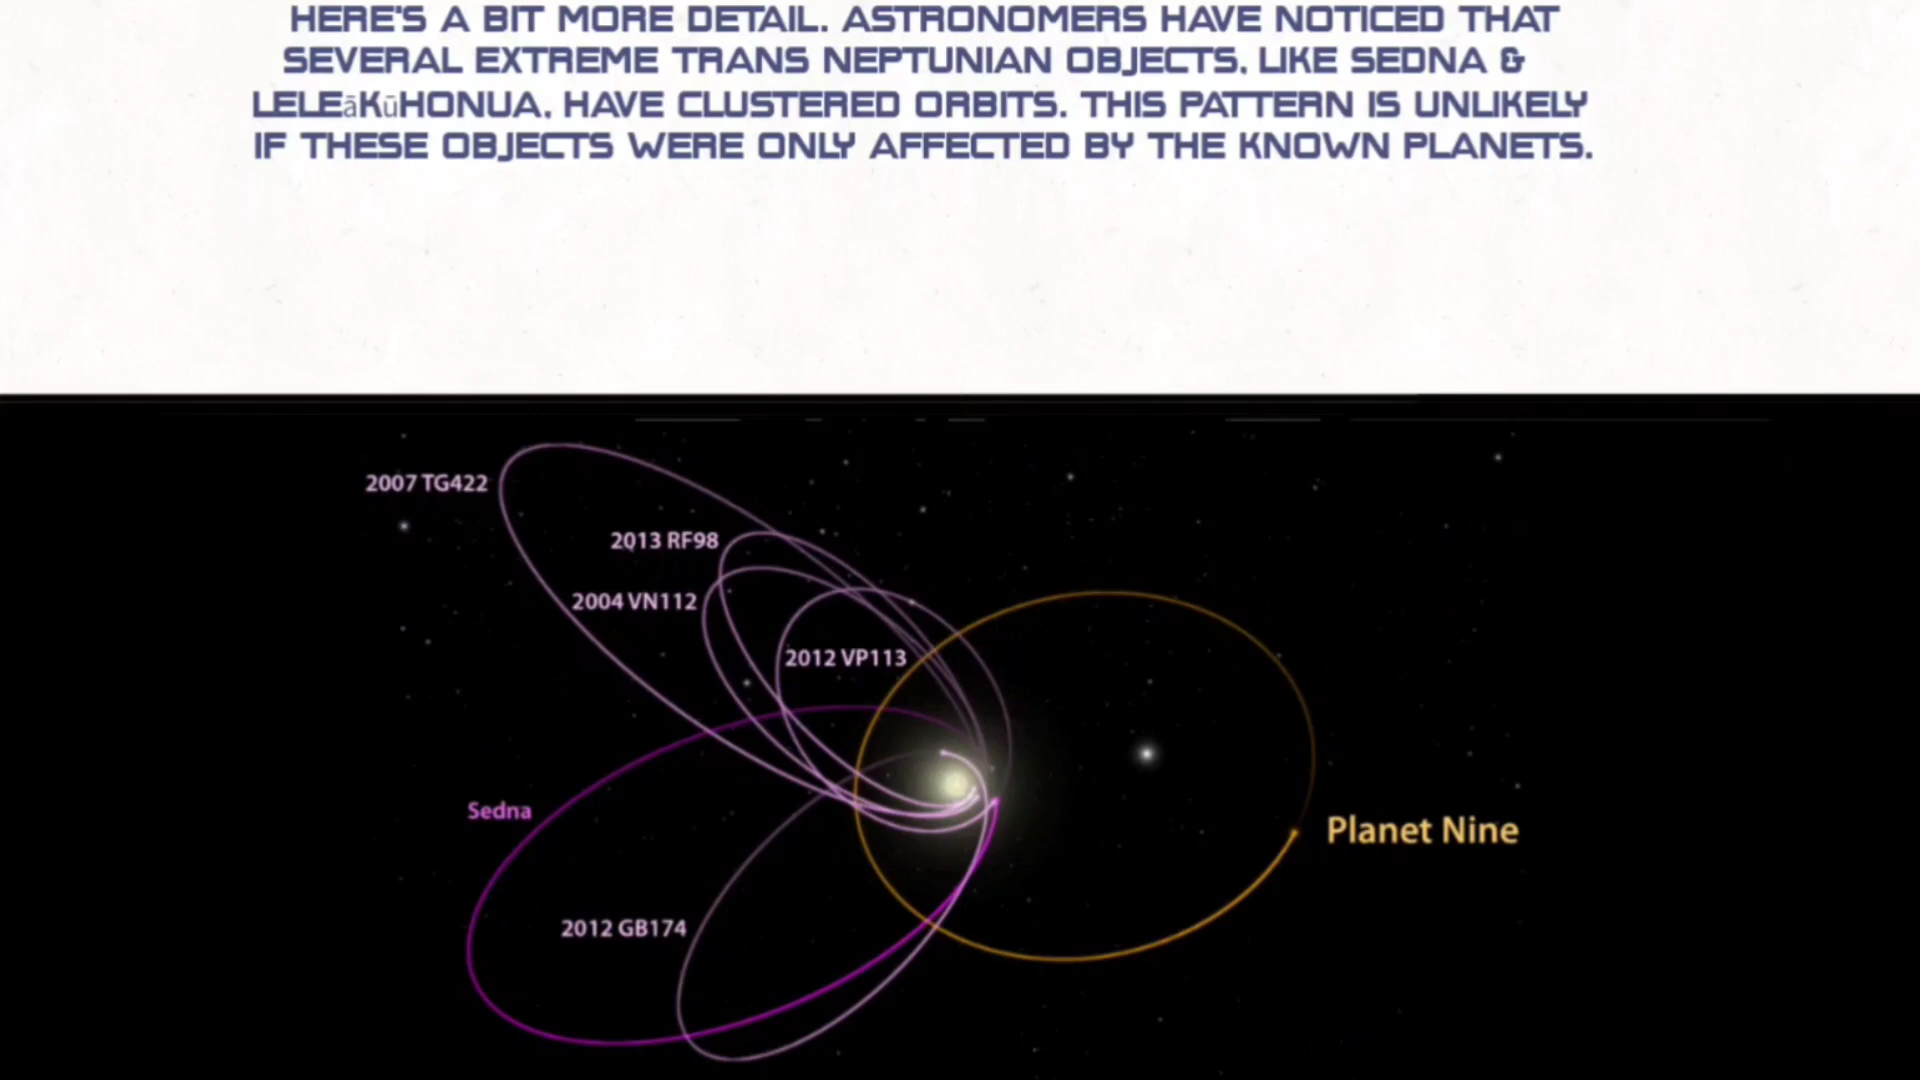 HERE'S A BIT MORE DETAIL. ASTRONOMERS HAVE NOTICED THAT
SEVERAL EXTREME TRANS NEPTUNIAN OBJECTS, LIKE SEDNA &
LELEāKūHONUA, HAVE CLUSTERED ORBITS. THIS PATTERN IS UNLIKELY
IF THESE OBJECTS WERE ONLY AFFECTED BY THE KNOWN PLANETS.
2007 TG422
2013 RF98
2004 VN112
2012 VP113
Sedna
Planet Nine
2012 GB174